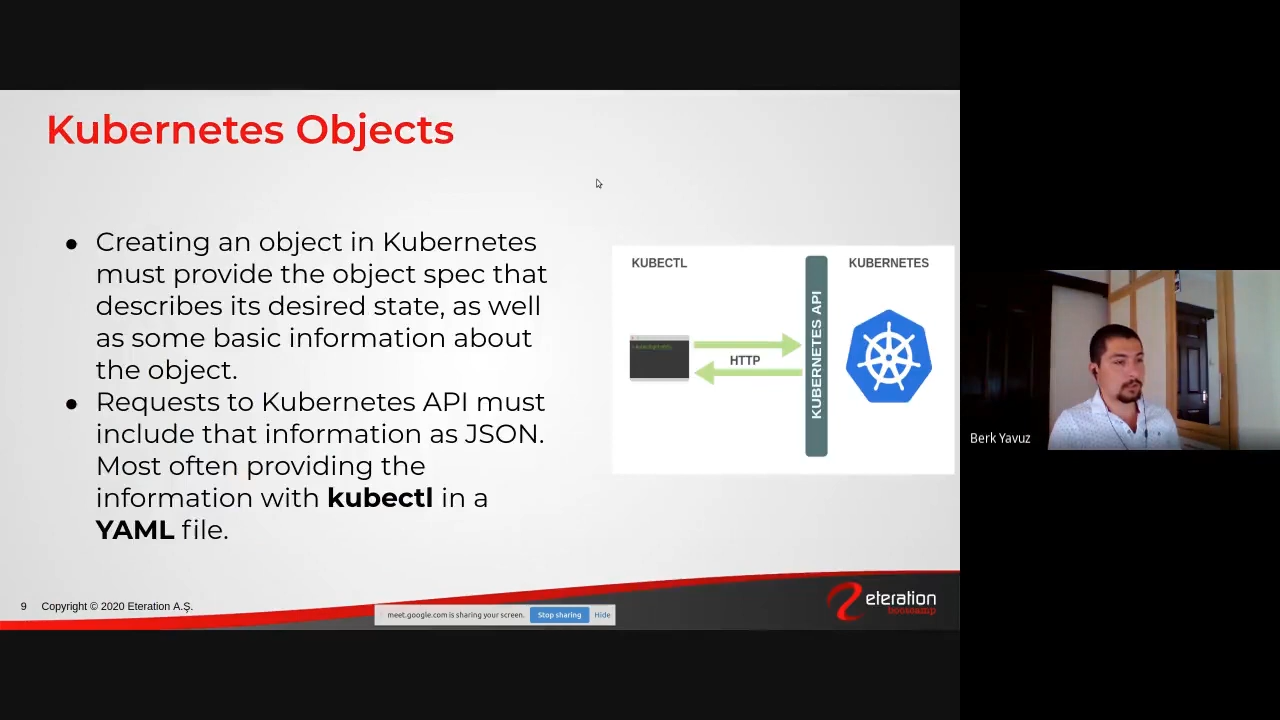 Kubernetes Objects
● Creating an object in Kubernetes
must provide the object spec that
describes its desired state, as well
as some basic information about
the object.
● Requests to Kubernetes API must
include that information as JSON.
Most often providing the
information with kubectl in a
YAML file.
KUBECTL
KUBERNETES
HTTP
KUBERNETES API
Berk Yavuz
9 Copyright © 2020 Eteration A.Ş.
meet.google.com is sharing your screen. Stop sharing Hide
eteration
bootcamp